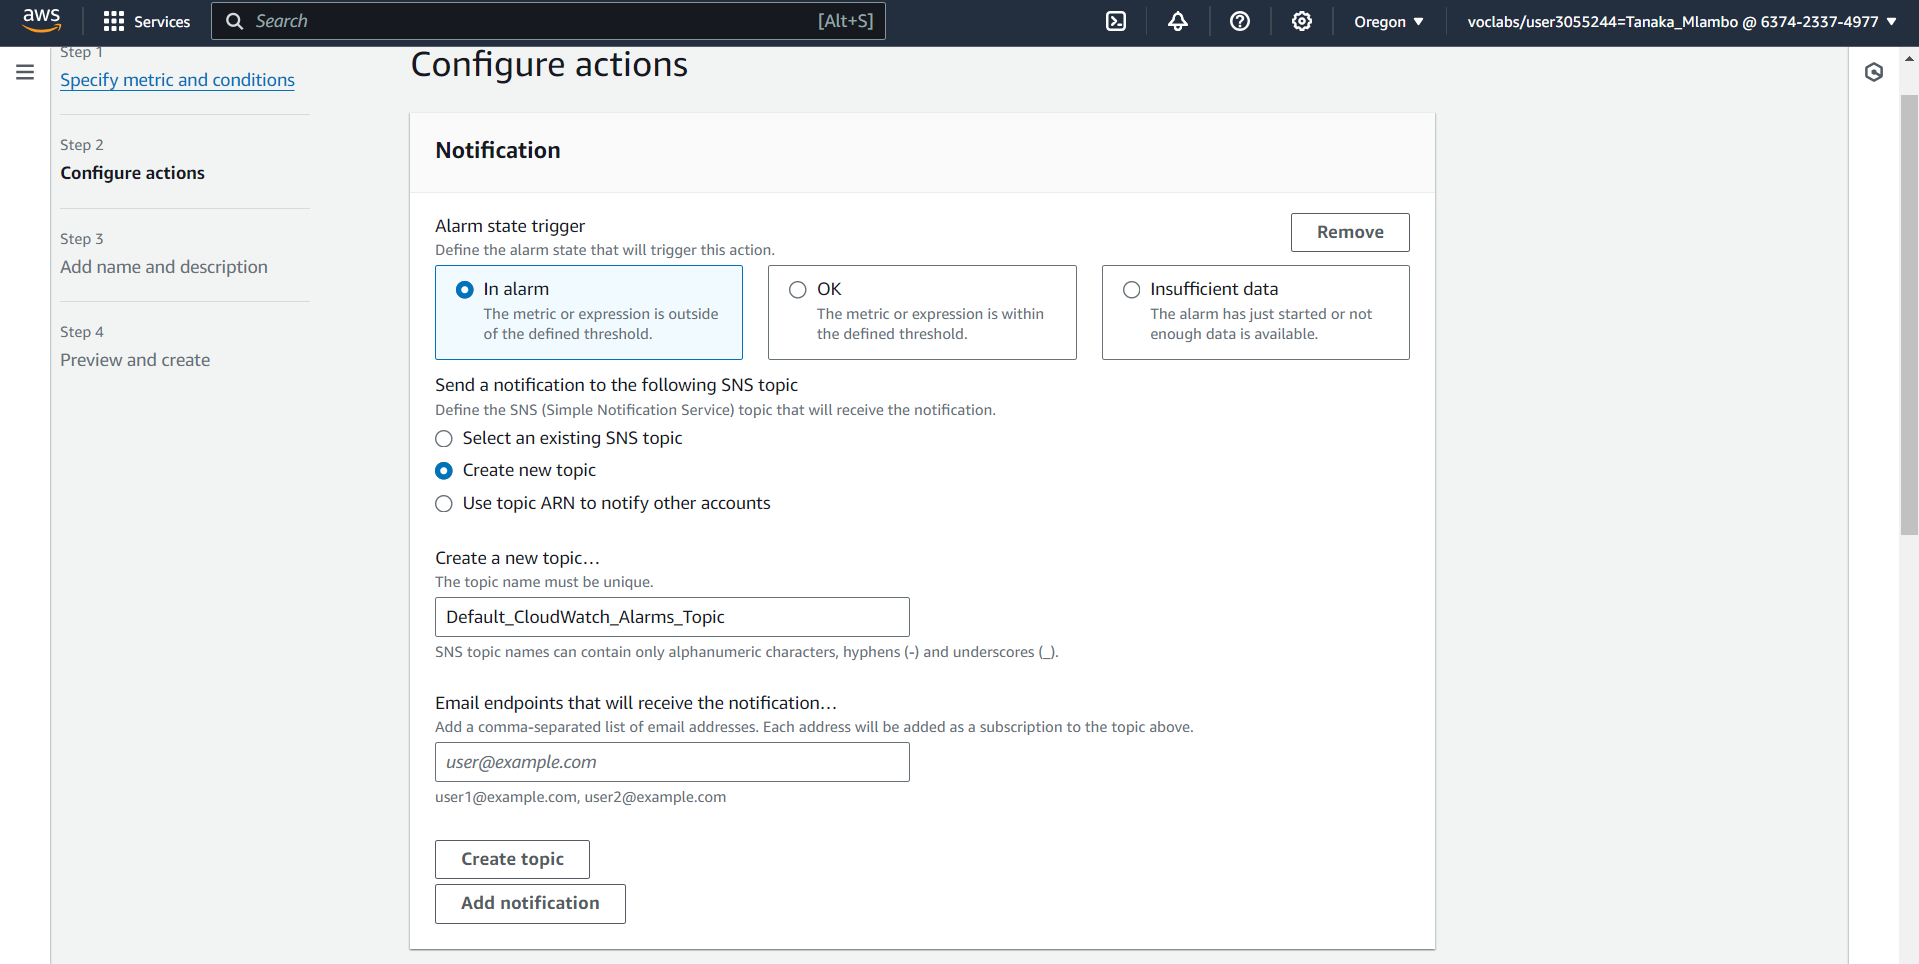 aws
Services
Search
[Alt+S]
Oregon
voclabs/user3055244=Tanaka_Mlambo @ 6374-2337-4977
Step 1
Specify metric and conditions
Step 2
Configure actions
Step 3
Add name and description
Step 4
Preview and create
Configure actions
Notification
Alarm state trigger
Define the alarm state that will trigger this action.
Remove
In alarm
The metric or expression is outside
of the defined threshold.
OK
The metric or expression is within
the defined threshold.
Insufficient data
The alarm has just started or not
enough data is available.
Send a notification to the following SNS topic
Define the SNS (Simple Notification Service) topic that will receive the notification.
Select an existing SNS topic
Create new topic
Use topic ARN to notify other accounts
Create a new topic…
The topic name must be unique.
Default_CloudWatch_Alarms_Topic
SNS topic names can contain only alphanumeric characters, hyphens (-) and underscores (_).
Email endpoints that will receive the notification…
Add a comma-separated list of email addresses. Each address will be added as a subscription to the topic above.
user@example.com
user1@example.com, user2@example.com
Create topic
Add notification